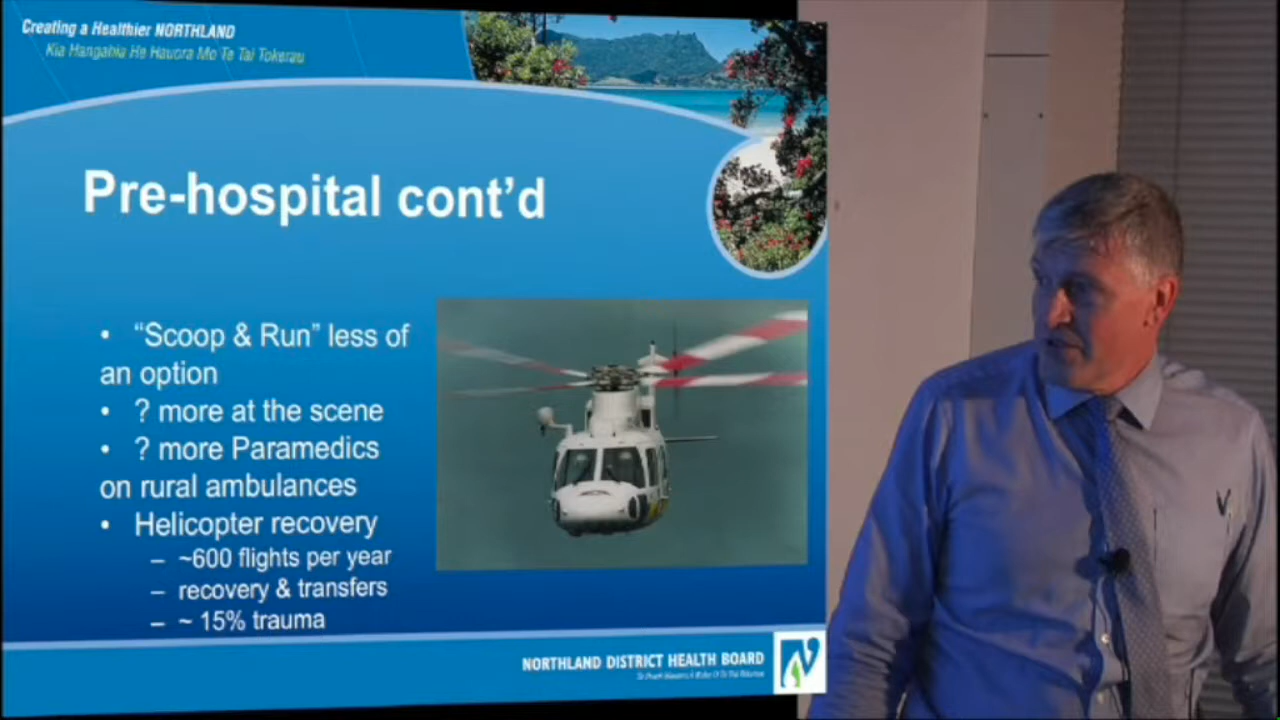 Creating a Healthier NORTHLAND
Kia Hangahia He Hauora Mo Te Tai Tokerau
Pre-hospital cont'd
• “Scoop & Run” less of
an option
• ? more at the scene
• ? more Paramedics
on rural ambulances
• Helicopter recovery
– ~600 flights per year
– recovery & transfers
– ~ 15% trauma
NORTHLAND DISTRICT HEALTH BOARD